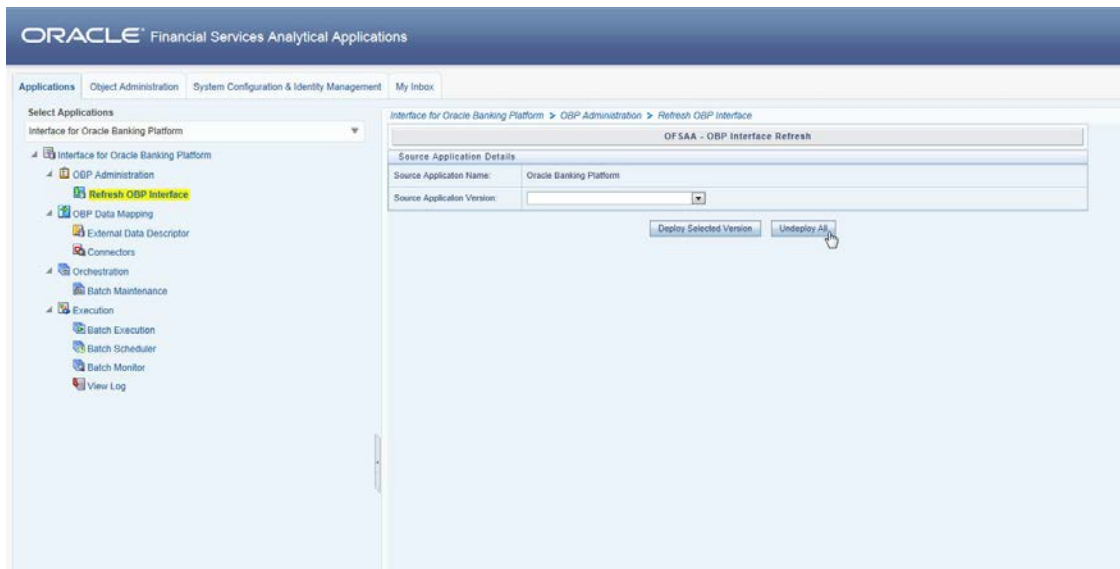 ORACLE® Financial Services Analytical Applications
Applications Object Administration System Configuration & Identity Management My Inbox
Select Applications
Interface for Oracle Banking Platform
Interface for Oracle Banking Platform
OBP Administration
Refresh OBP Interface
OBP Data Mapping
External Data Descriptor
Connectors
Orchestration
Batch Maintenance
Execution
Batch Execution
Batch Scheduler
Batch Monitor
View Log
Interface for Oracle Banking Platform > OBP Administration > Refresh OBP Interface
OFSAA - OBP Interface Refresh
Source Application Details
Source Applicaton Name: Oracle Banking Platform
Source Applicaton Version:
Deploy Selected Version Undeploy All